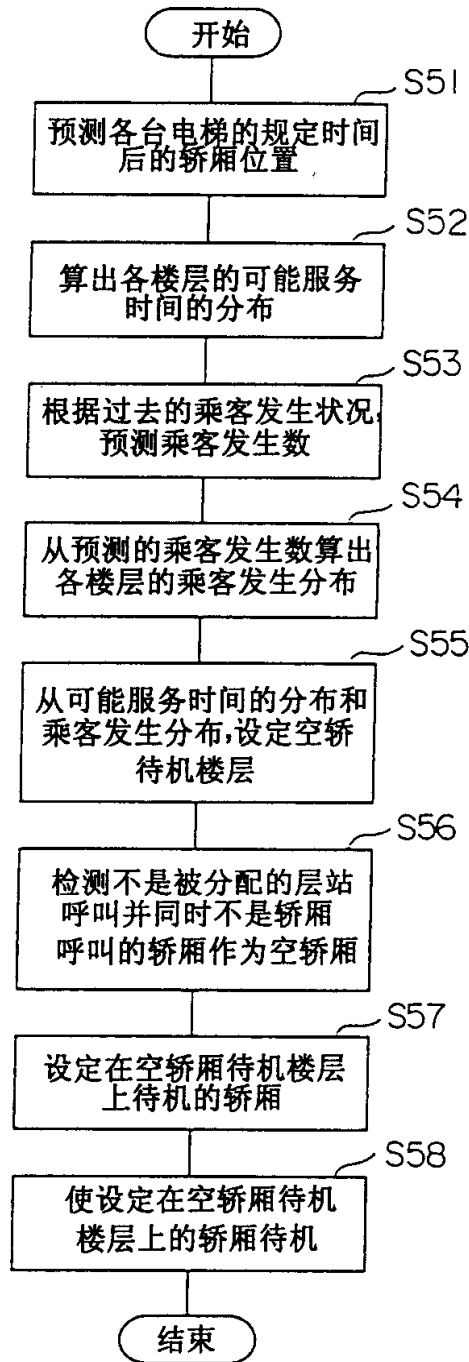 开始
S51
预测各台电梯的规定时间
后的轿厢位置
S52
算出各楼层的可能服务
时间的分布
S53
根据过去的乘客发生状况,
预测乘客发生数
S54
从预测的乘客发生数算出
各楼层的乘客发生分布
S55
从可能服务时间的分布和
乘客发生分布,设定空轿
待机楼层
S56
检测不是被分配的层站
呼叫并同时不是轿厢
呼叫的轿厢作为空轿厢
S57
设定在空轿厢待机楼层
上待机的轿厢
S58
使设定在空轿厢待机
楼层上的轿厢待机
结束